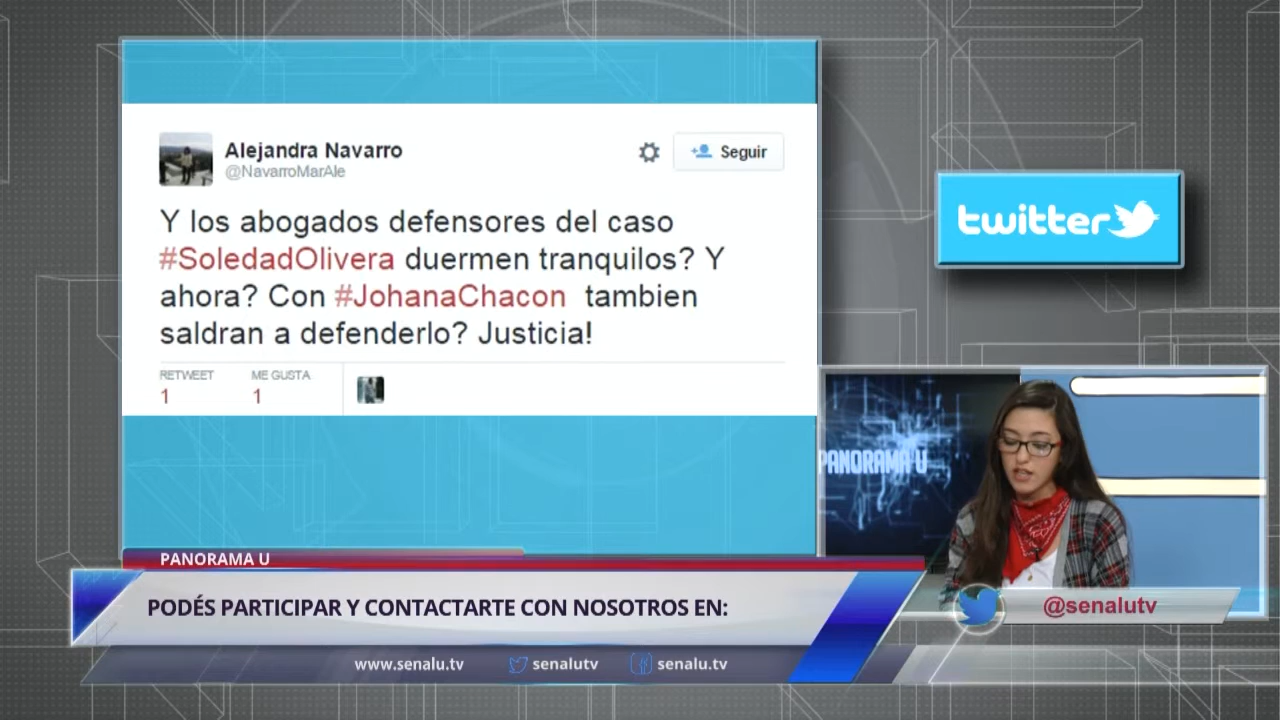 Alejandra Navarro
@NavarroMarAle
Seguir
Y los abogados defensores del caso
#SoledadOlivera duermen tranquilos? Y
ahora? Con #JohanaChacon tambien
saldran a defenderlo? Justicia!
RETWEET
ME GUSTA
1
1
twitter
PANORAMA U
@senalutv
PANORAMA U
PODÉS PARTICIPAR Y CONTACTARTE CON NOSOTROS EN:
www.senalu.tv
senalutv
senalu.tv